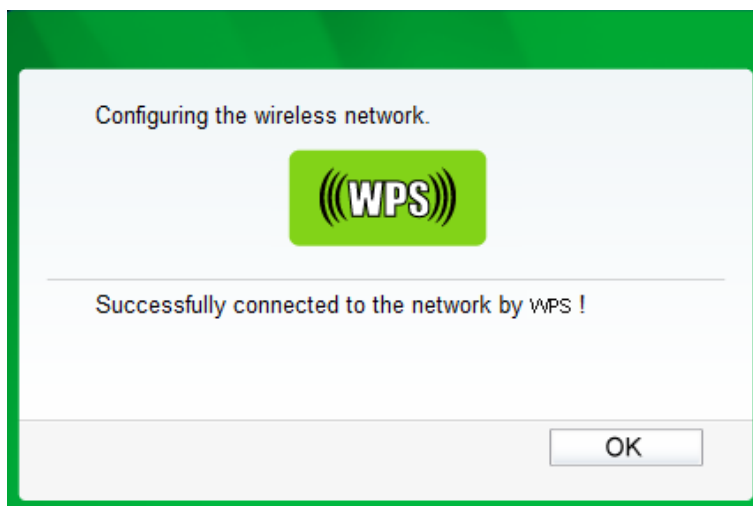 Configuring the wireless network.
(((WPS)))
Successfully connected to the network by WPS !
OK